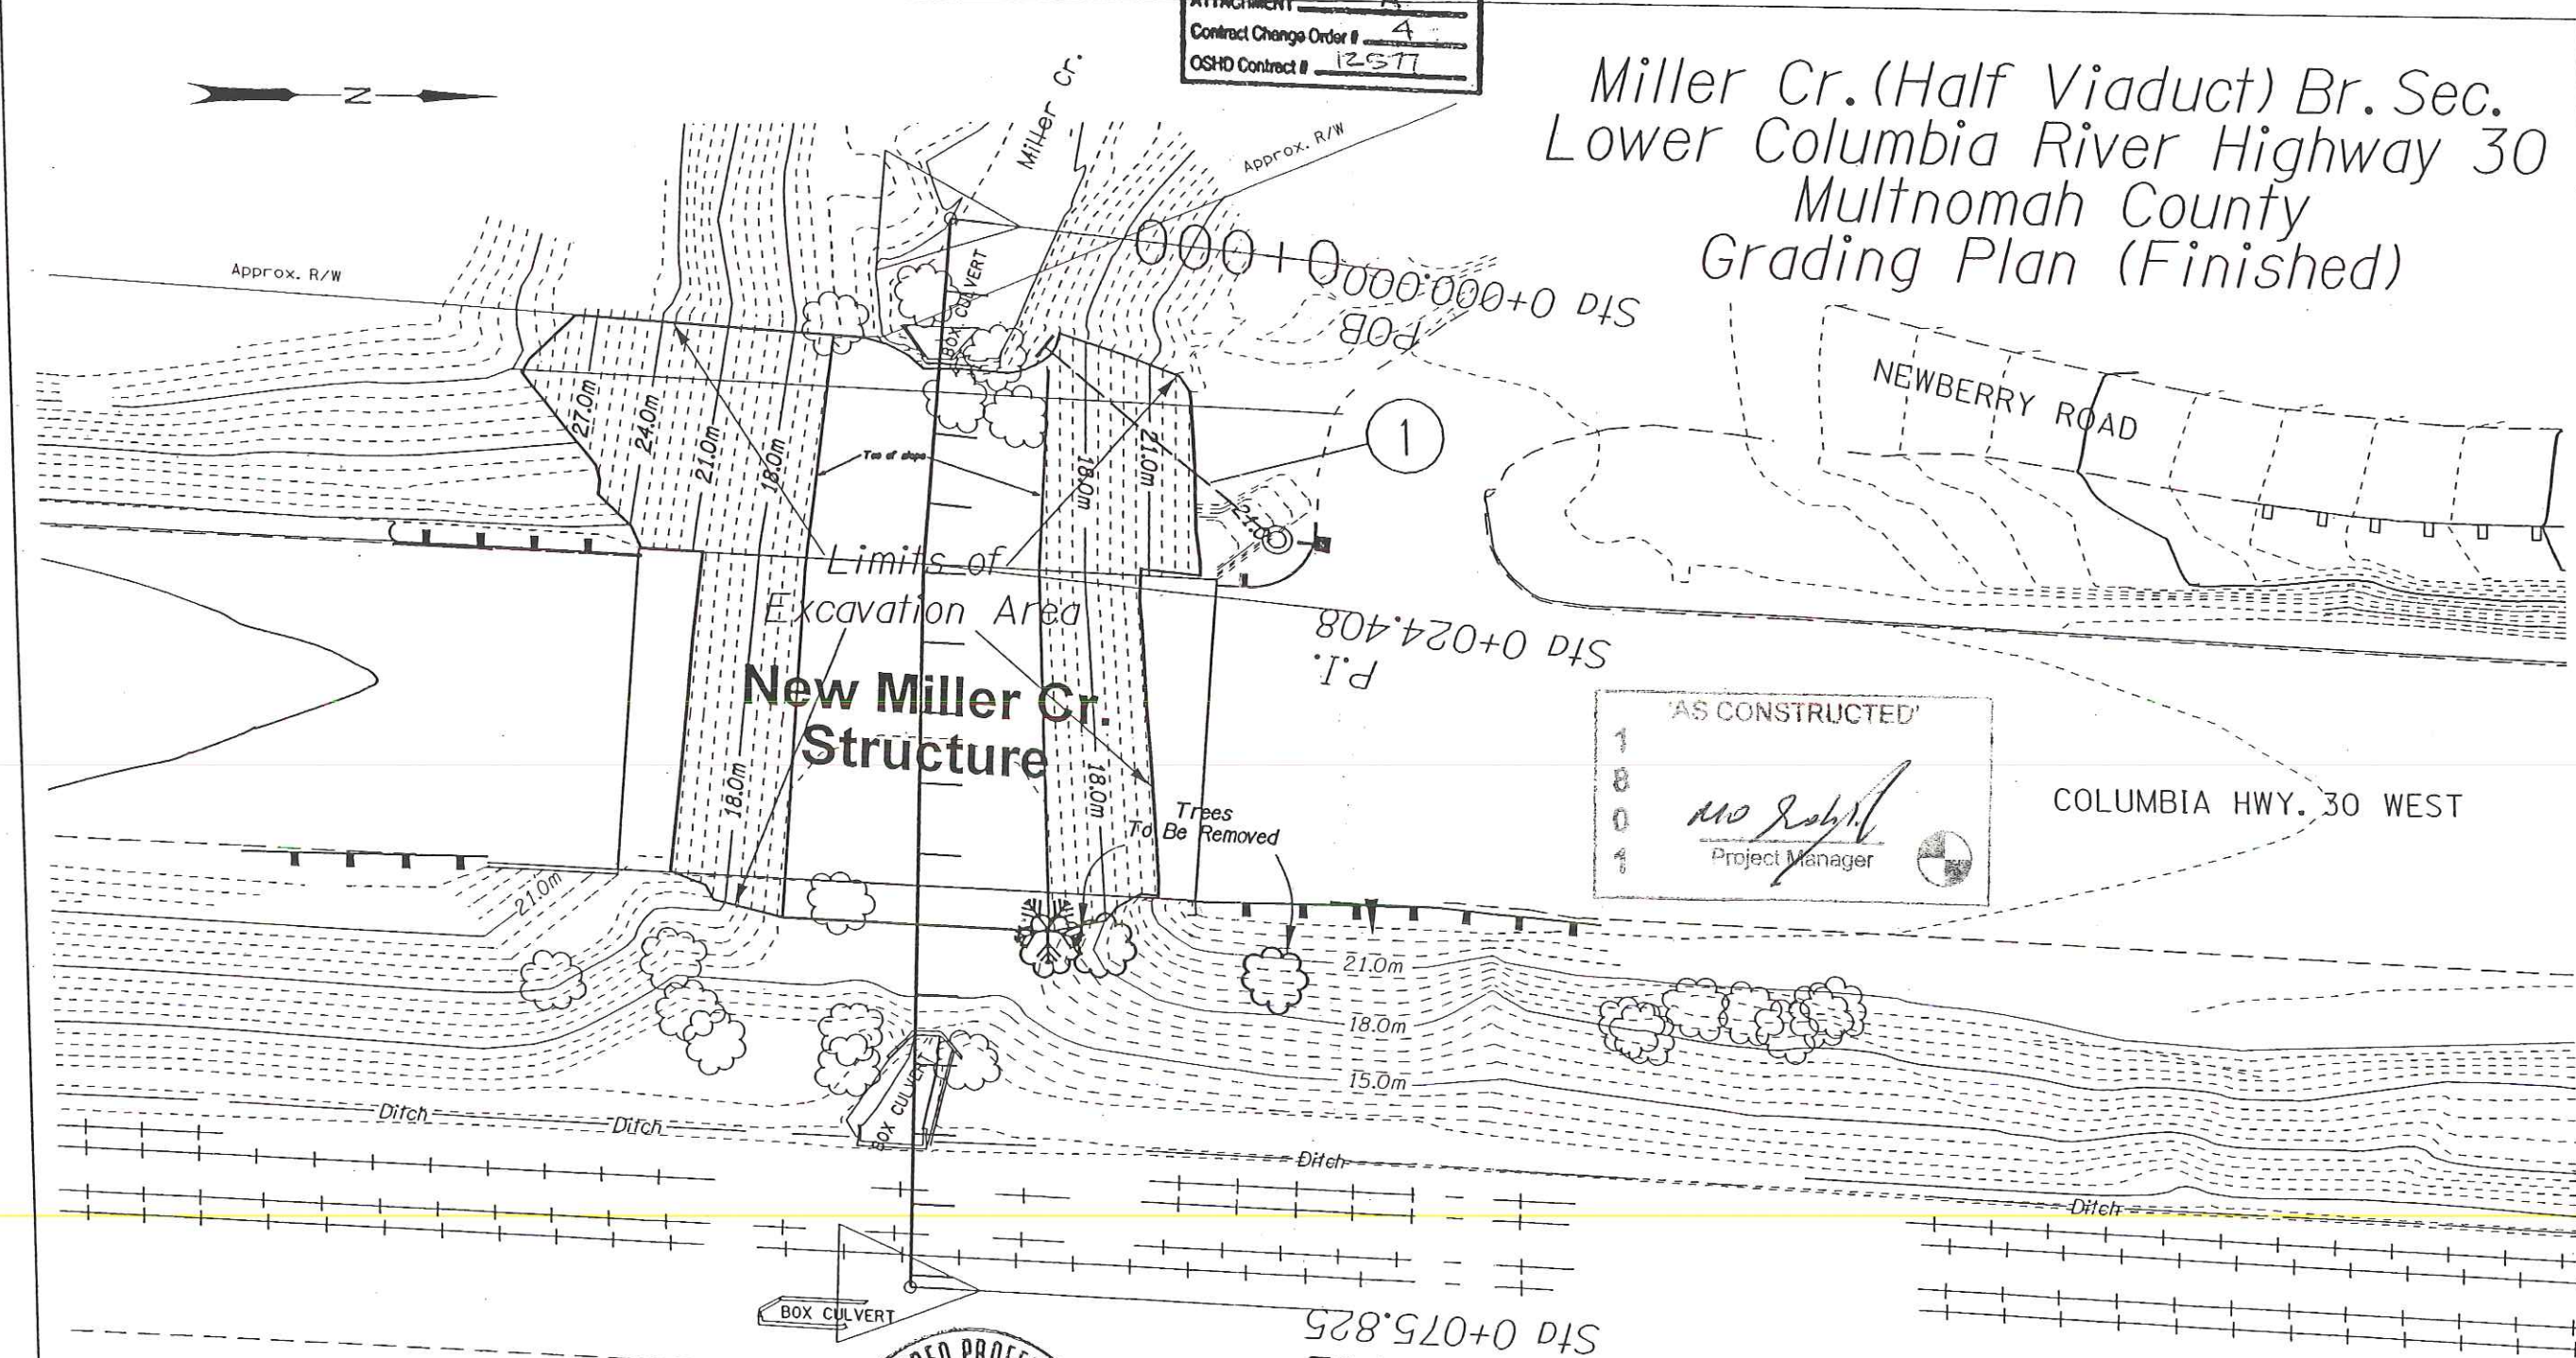 ATTACHMENT A
Contract Change Order # 4
OSHD Contract # 12577
Miller Cr. (Half Viaduct) Br. Sec.
Lower Columbia River Highway 30
Multnomah County
Grading Plan (Finished)
N
Miller Cr.
Approx. R/W
Approx. R/W
BOX CULVERT
0+000
Sta 0+000.000
POB
NEWBERRY ROAD
27.0m
24.0m
21.0m
18.0m
Toe of slope
18.0m
21.0m
1
Limits of
Excavation Area
Sta 0+024.408
P.I.
New Miller Cr.
Structure
18.0m
18.0m
Trees
To Be Removed
'AS CONSTRUCTED'
1
8
0
1
Project Manager
COLUMBIA HWY. 30 WEST
21.0m
21.0m
18.0m
15.0m
BOX CULVERT
Ditch
Ditch
Ditch
Ditch
BOX CULVERT
Sta 0+075.825